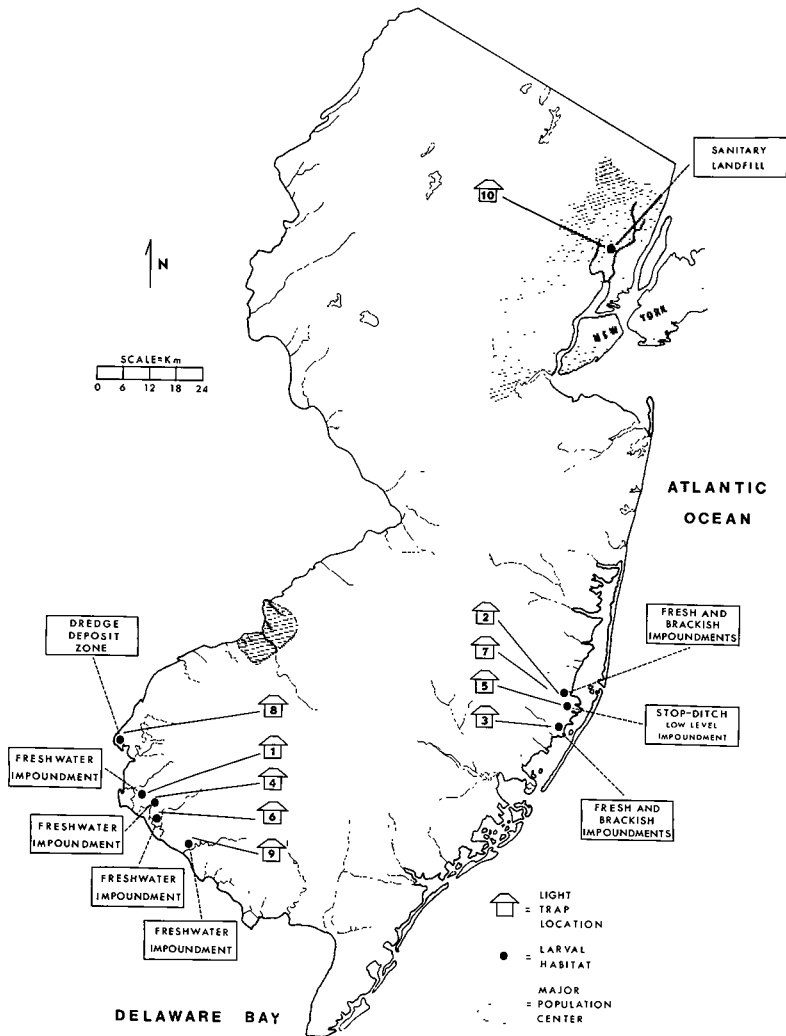 SANITARY
LANDFILL
10
N
NEW YORK
SCALE=Km
0 6 12 18 24
ATLANTIC
OCEAN
2
7
5
3
FRESH AND
BRACKISH
IMPOUNDMENTS
STOP-DITCH
LOW LEVEL
IMPOUNDMENT
FRESH AND
BRACKISH
IMPOUNDMENTS
DREDGE
DEPOSIT
ZONE
8
1
4
6
9
FRESHWATER
IMPOUNDMENT
FRESHWATER
IMPOUNDMENT
FRESHWATER
IMPOUNDMENT
FRESHWATER
IMPOUNDMENT
LIGHT
= TRAP
LOCATION
= LARVAL
HABITAT
MAJOR
= POPULATION
CENTER
DELAWARE BAY